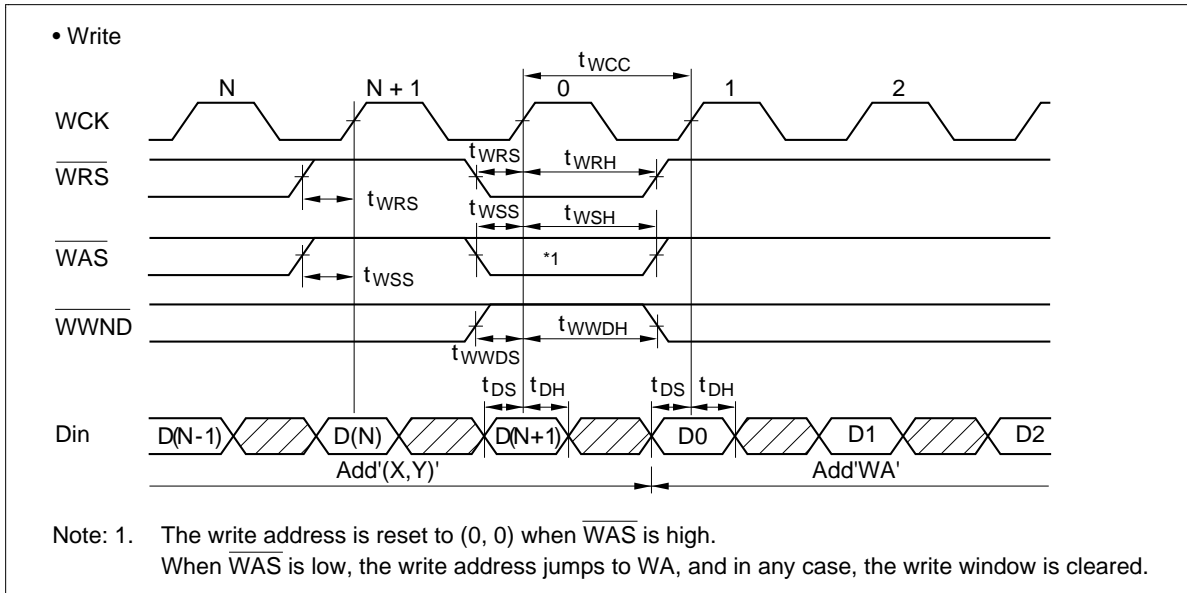 • Write
tWCC
N N + 1 0 1 2
WCK
tWRS tWRH
WRS
tWRS
tWSS tWSH
WAS *1
tWSS
WWND tWWDH
tWWDS
tDS tDH tDS tDH
Din D(N-1) D(N) D(N+1) D0 D1 D2
Add'(X,Y)' Add'WA'
Note: 1. The write address is reset to (0, 0) when WAS is high.
When WAS is low, the write address jumps to WA, and in any case, the write window is cleared.